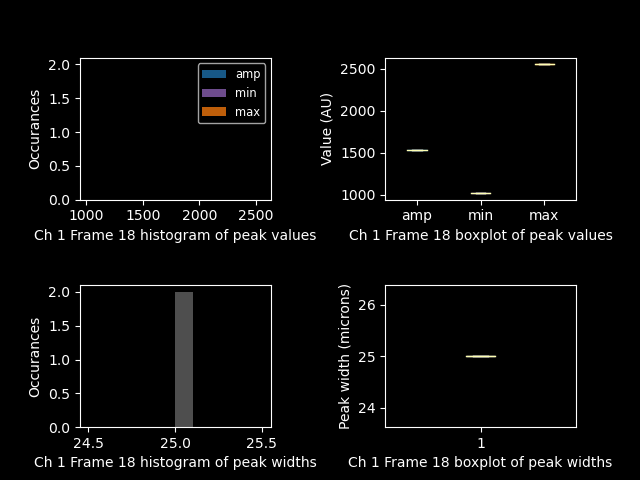 2.0
1.5
1.0
0.5
0.0
Occurances
1000 1500 2000 2500
amp
min
max
Ch 1 Frame 18 histogram of peak values
2500
2000
1500
1000
Value (AU)
amp min max
Ch 1 Frame 18 boxplot of peak values
2.0
1.5
1.0
0.5
0.0
Occurances
24.5 25.0 25.5
Ch 1 Frame 18 histogram of peak widths
26
25
24
Peak width (microns)
1
Ch 1 Frame 18 boxplot of peak widths